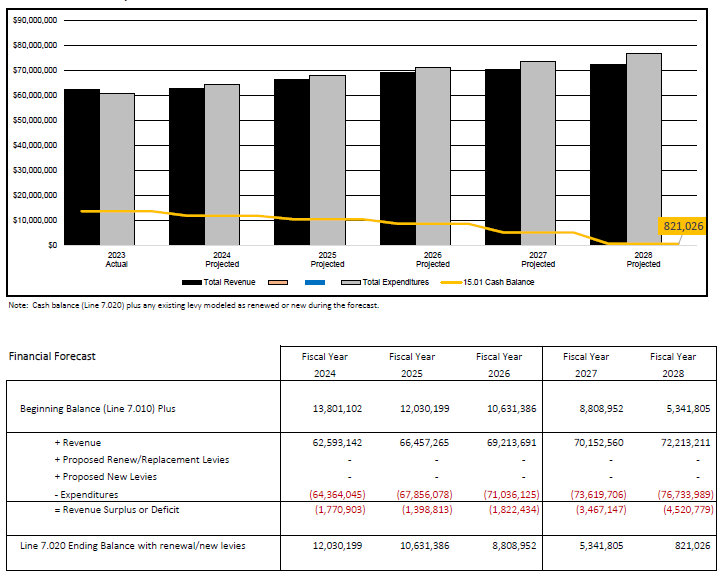 $90,000,000
$80,000,000
$70,000,000
$60,000,000
$50,000,000
$40,000,000
$30,000,000
$20,000,000
$10,000,000
$0
821,026
2023 2024 2025 2026 2027 2028
Actual Projected Projected Projected Projected Projected
Total Revenue Total Expenditures 15.01 Cash Balance
Note: Cash balance (Line 7.020) plus any existing levy modeled as renewed or new during the forecast.
Financial Forecast Fiscal Year Fiscal Year Fiscal Year Fiscal Year Fiscal Year
2024 2025 2026 2027 2028
Beginning Balance (Line 7.010) Plus 13,801,102 12,030,199 10,631,386 8,808,952 5,341,805
+ Revenue 62,593,142 66,457,265 69,213,691 70,152,560 72,213,211
+ Proposed Renew/Replacement Levies - - - - -
+ Proposed New Levies - - - - -
- Expenditures (64,364,045) (67,856,078) (71,036,125) (73,619,706) (76,733,989)
= Revenue Surplus or Deficit (1,770,903) (1,398,813) (1,822,434) (3,467,147) (4,520,779)
Line 7.020 Ending Balance with renewal/new levies 12,030,199 10,631,386 8,808,952 5,341,805 821,026